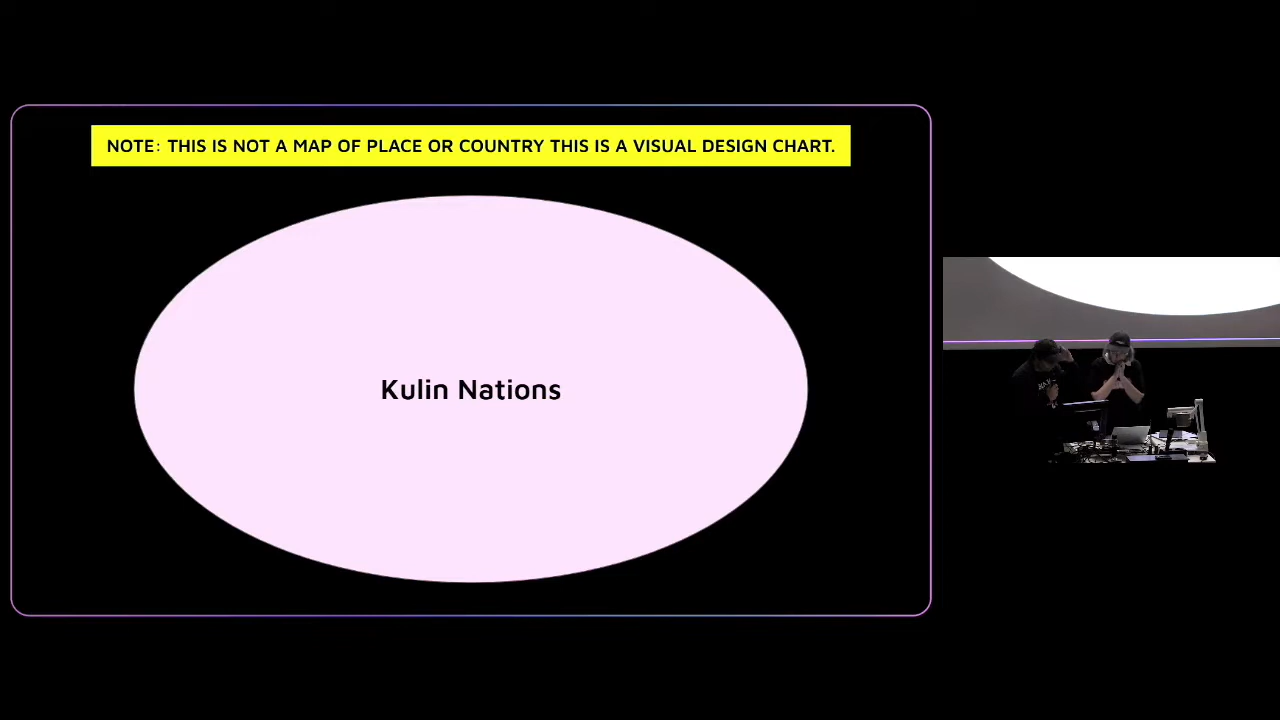 NOTE: THIS IS NOT A MAP OF PLACE OR COUNTRY THIS IS A VISUAL DESIGN CHART.
Kulin Nations